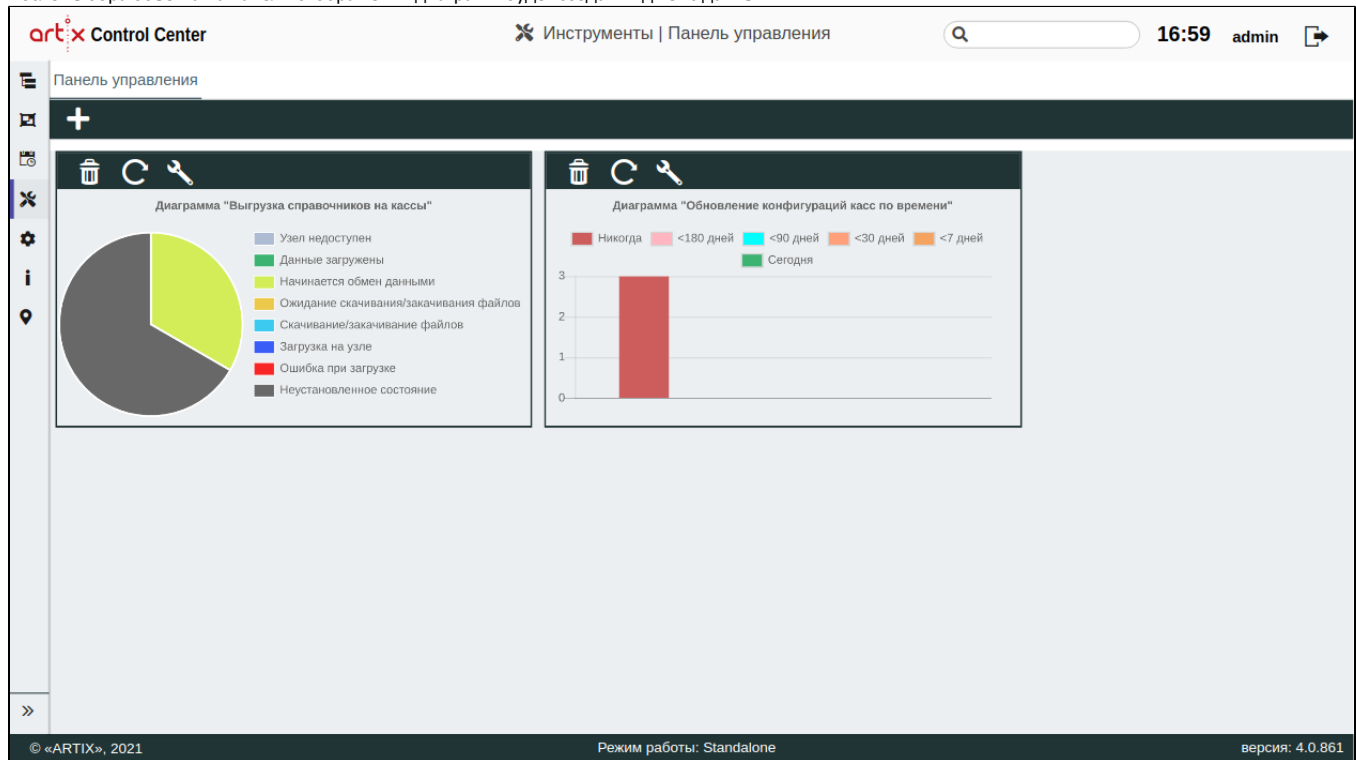 artix Control Center
Инструменты | Панель управления
16:59 admin
Панель управления
Диаграмма "Выгрузка справочников на кассы"
Узел недоступен
Данные загружены
Начинается обмен данными
Ожидание скачивания/закачивания файлов
Скачивание/закачивание файлов
Загрузка на узле
Ошибка при загрузке
Неустановленное состояние
Диаграмма "Обновление конфигураций касс по времени"
Никогда <180 дней <90 дней <30 дней <7 дней
Сегодня
3
2
1
0
© «ARTIX», 2021
Режим работы: Standalone
версия: 4.0.861